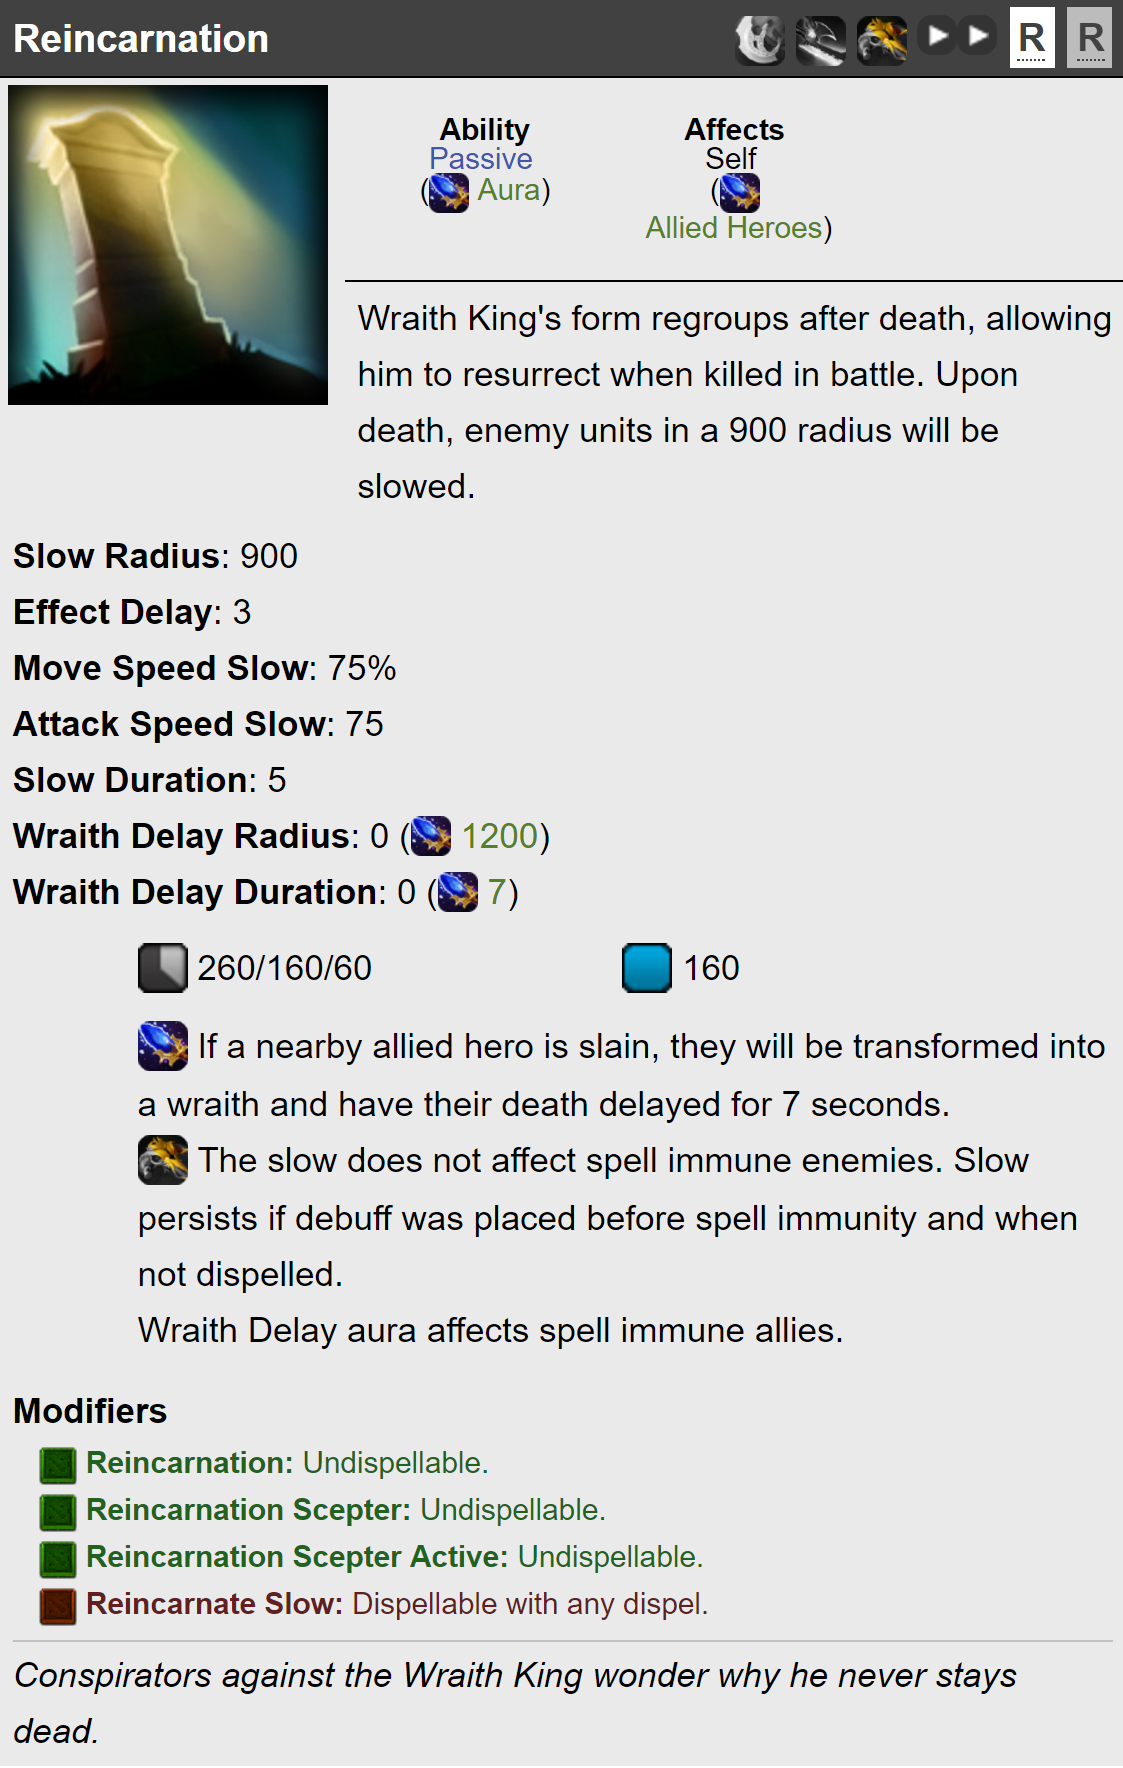 Reincarnation R R
Ability
Passive
( Aura)
Affects
Self
(
Allied Heroes)
Wraith King's form regroups after death, allowing
him to resurrect when killed in battle. Upon
death, enemy units in a 900 radius will be
slowed.
Slow Radius: 900
Effect Delay: 3
Move Speed Slow: 75%
Attack Speed Slow: 75
Slow Duration: 5
Wraith Delay Radius: 0 ( 1200)
Wraith Delay Duration: 0 ( 7)
260/160/60 160
If a nearby allied hero is slain, they will be transformed into
a wraith and have their death delayed for 7 seconds.
The slow does not affect spell immune enemies. Slow
persists if debuff was placed before spell immunity and when
not dispelled.
Wraith Delay aura affects spell immune allies.
Modifiers
Reincarnation: Undispellable.
Reincarnation Scepter: Undispellable.
Reincarnation Scepter Active: Undispellable.
Reincarnate Slow: Dispellable with any dispel.
Conspirators against the Wraith King wonder why he never stays
dead.